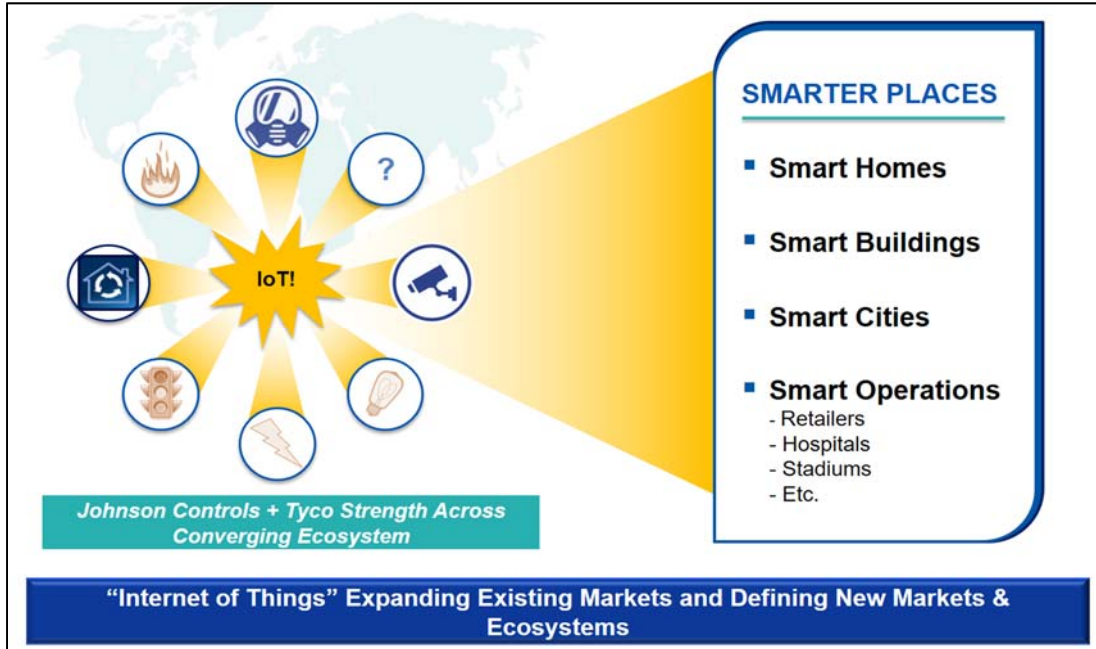 ?
IoT!
Johnson Controls + Tyco Strength Across
Converging Ecosystem
SMARTER PLACES
▪ Smart Homes
▪ Smart Buildings
▪ Smart Cities
▪ Smart Operations
- Retailers
- Hospitals
- Stadiums
- Etc.
“Internet of Things” Expanding Existing Markets and Defining New Markets &
Ecosystems